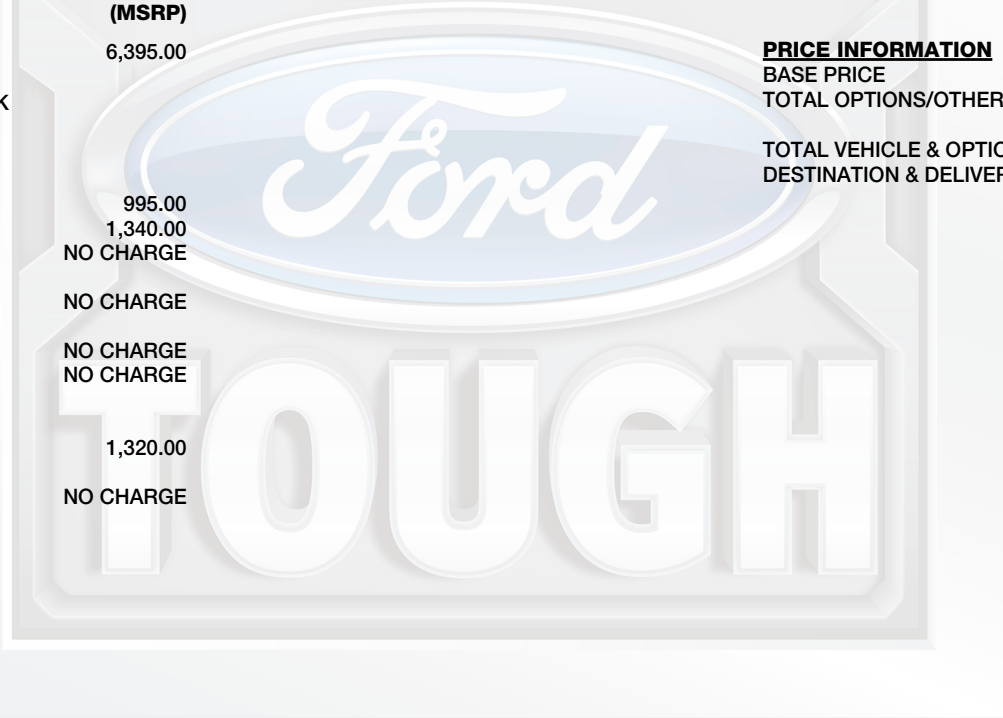 (MSRP)
6,395.00
K
995.00
1,340.00
NO CHARGE
NO CHARGE
NO CHARGE
NO CHARGE
1,320.00
NO CHARGE
PRICE INFORMATION
BASE PRICE
TOTAL OPTIONS/OTHER
TOTAL VEHICLE & OPTIO
DESTINATION & DELIVER
Ford
TOUGH